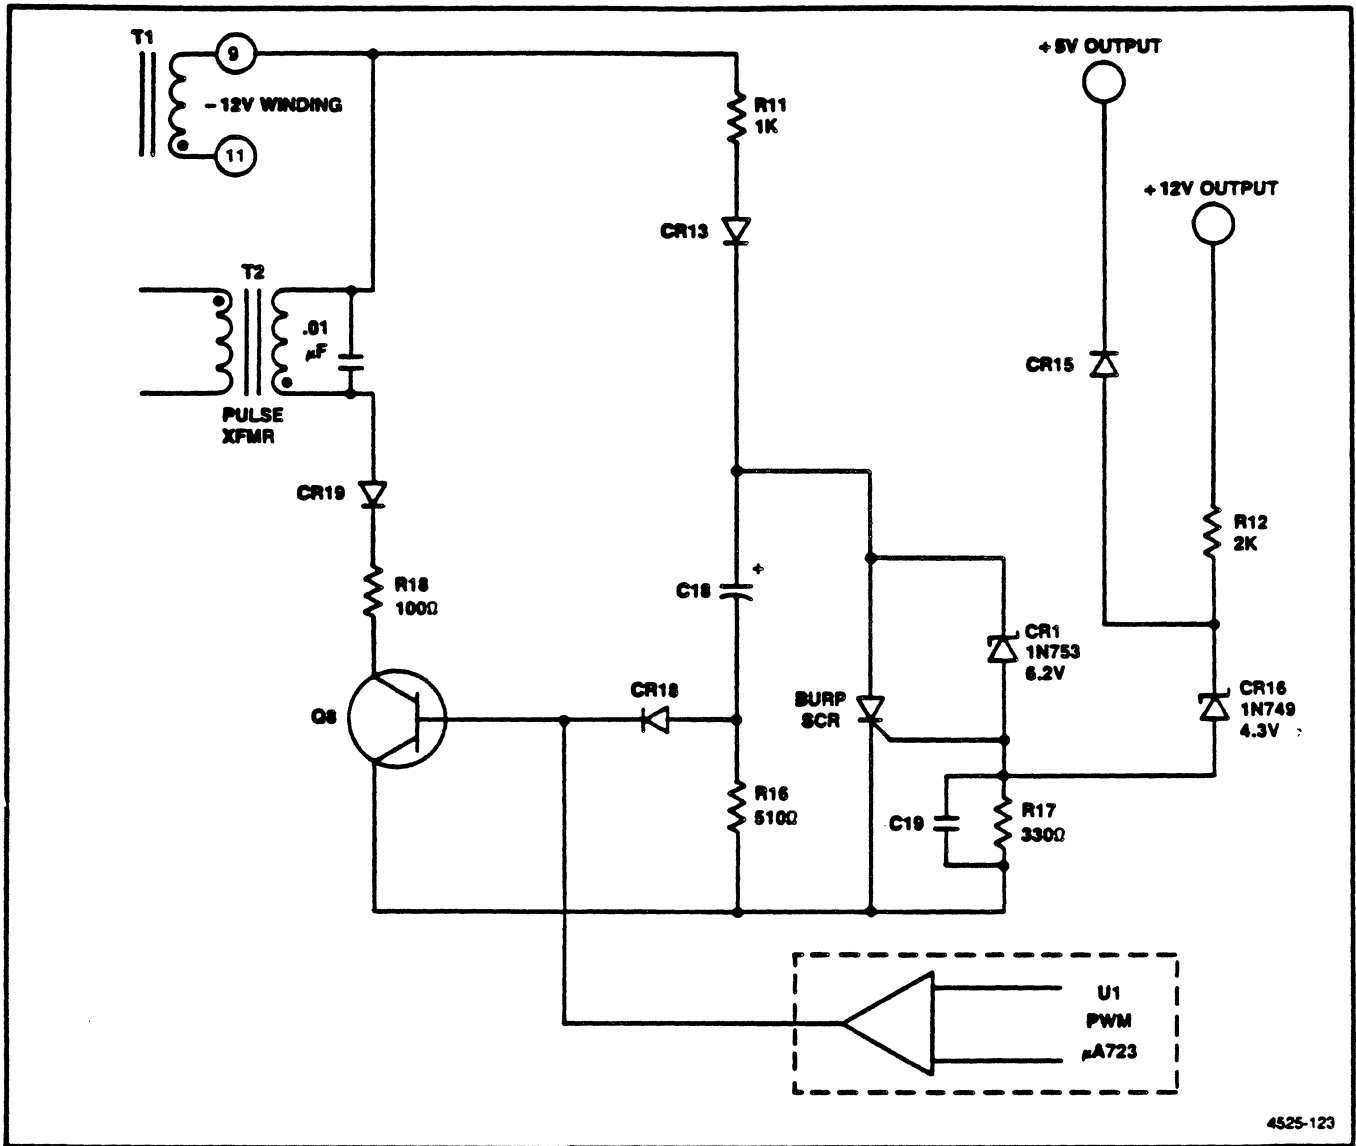 T1
9
-12V WINDING
11
+5V OUTPUT
R11
1K
+12V OUTPUT
CR13
T2
.01
µF
PULSE
XFMR
CR15
CR19
R12
2K
R18
100Ω
C18
+
CR1
1N753
6.2V
CR18
BURP
SCR
CR16
1N749
4.3V
Q8
R16
510Ω
C19
R17
330Ω
U1
PWM
µA723
4525-123